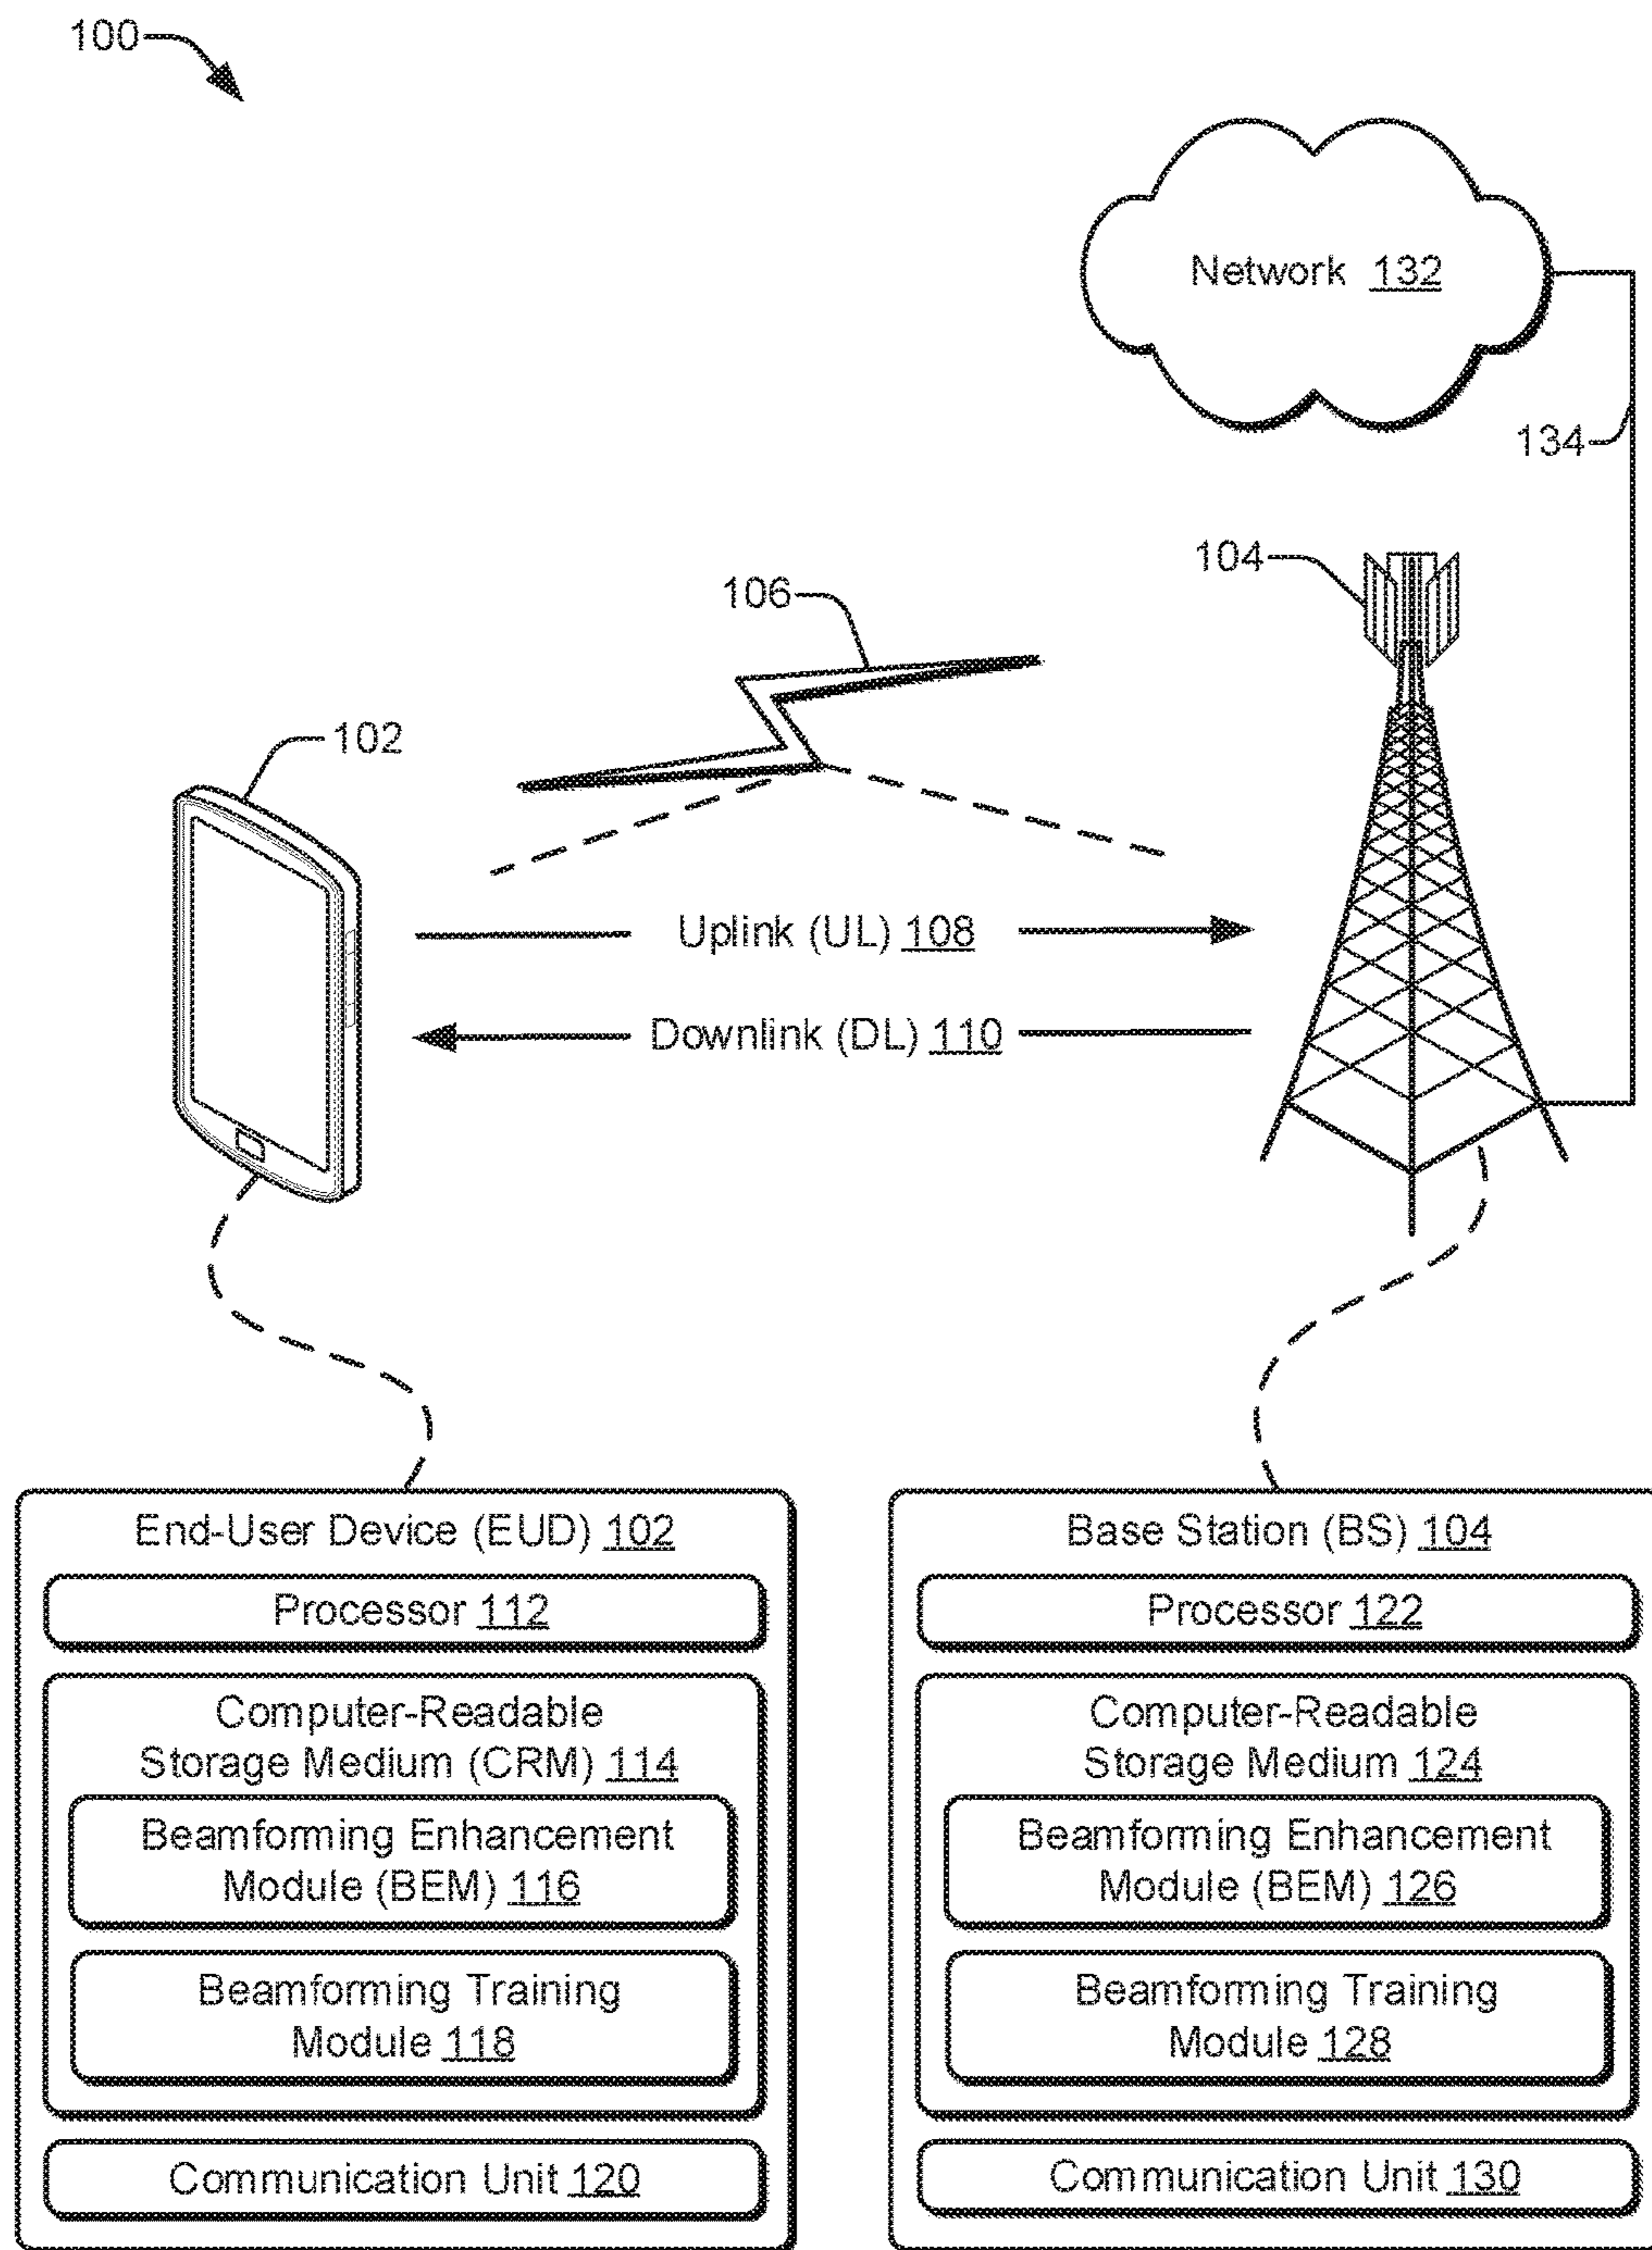 100
Network 132
134
104
106
102
Uplink (UL) 108
Downlink (DL) 110
End-User Device (EUD) 102
Processor 112
Computer-Readable
Storage Medium (CRM) 114
Beamforming Enhancement
Module (BEM) 116
Beamforming Training
Module 118
Communication Unit 120
Base Station (BS) 104
Processor 122
Computer-Readable
Storage Medium 124
Beamforming Enhancement
Module (BEM) 126
Beamforming Training
Module 128
Communication Unit 130